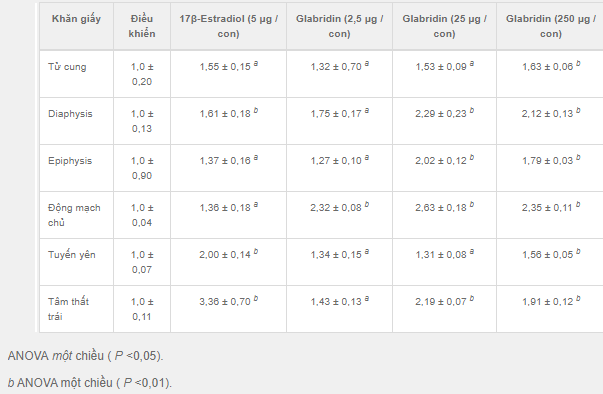 Khăn giấy Điều khiển 17β-Estradiol (5 μg / con) Glabridin (2,5 μg / con) Glabridin (25 μg / con) Glabridin (250 μg / con)
Tử cung 1,0 ± 0,20 1,55 ± 0,15 a 1,32 ± 0,70 a 1,53 ± 0,09 a 1,63 ± 0,06 b
Diaphysis 1,0 ± 0,13 1,61 ± 0,18 b 1,75 ± 0,17 a 2,29 ± 0,23 b 2,12 ± 0,13 b
Epiphysis 1,0 ± 0,90 1,37 ± 0,16 a 1,27 ± 0,10 a 2,02 ± 0,12 b 1,79 ± 0,03 b
Động mạch chủ 1,0 ± 0,04 1,36 ± 0,18 a 2,32 ± 0,08 b 2,63 ± 0,18 b 2,35 ± 0,11 b
Tuyến yên 1,0 ± 0,07 2,00 ± 0,14 b 1,34 ± 0,15 a 1,31 ± 0,08 a 1,56 ± 0,05 b
Tâm thất trái 1,0 ± 0,11 3,36 ± 0,70 b 1,43 ± 0,13 a 2,19 ± 0,07 b 1,91 ± 0,12 b
ANOVA một chiều ( P <0,05).
b ANOVA một chiều ( P <0,01).